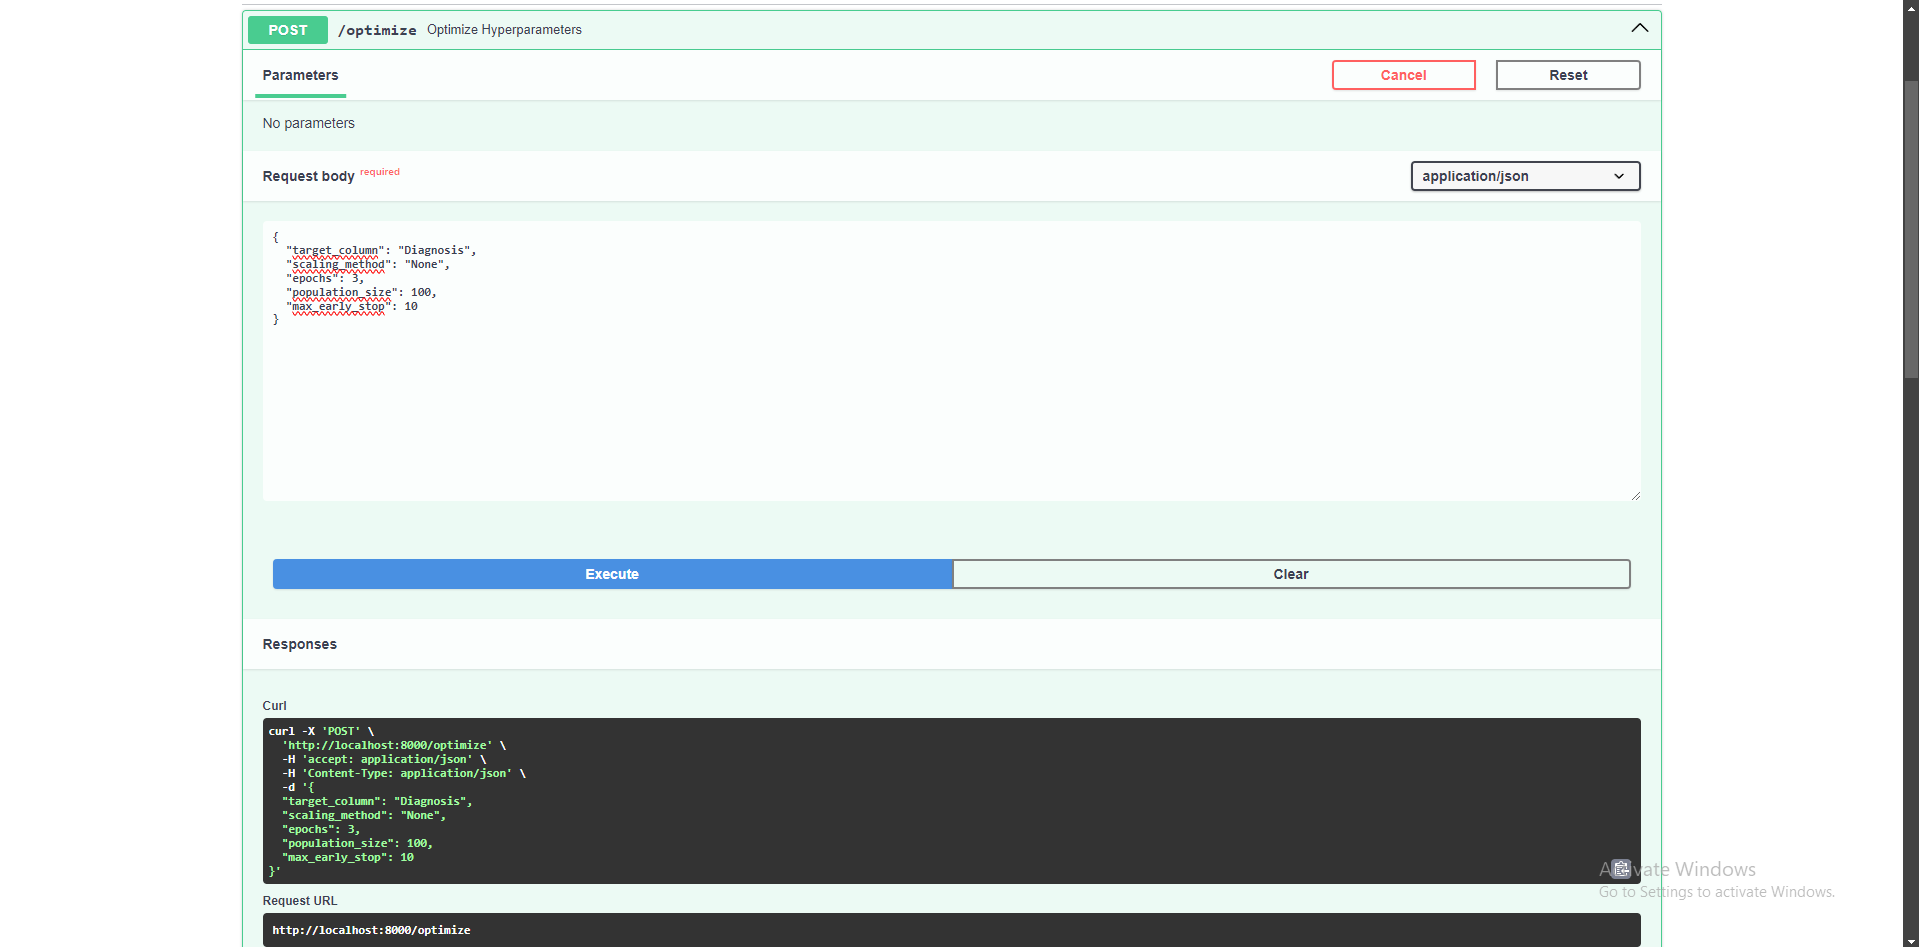 POST /optimize Optimize Hyperparameters
Parameters
Cancel
Reset
No parameters
Request body required
application/json
{
  "target_column": "Diagnosis",
  "scaling_method": "None",
  "epochs": 3,
  "population_size": 100,
  "max_early_stop": 10
}
Execute
Clear
Responses
Curl
curl -X 'POST' \
  'http://localhost:8000/optimize' \
  -H 'accept: application/json' \
  -H 'Content-Type: application/json' \
  -d '{
  "target_column": "Diagnosis",
  "scaling_method": "None",
  "epochs": 3,
  "population_size": 100,
  "max_early_stop": 10
}'
Activate Windows
Go to Settings to activate Windows.
Request URL
http://localhost:8000/optimize